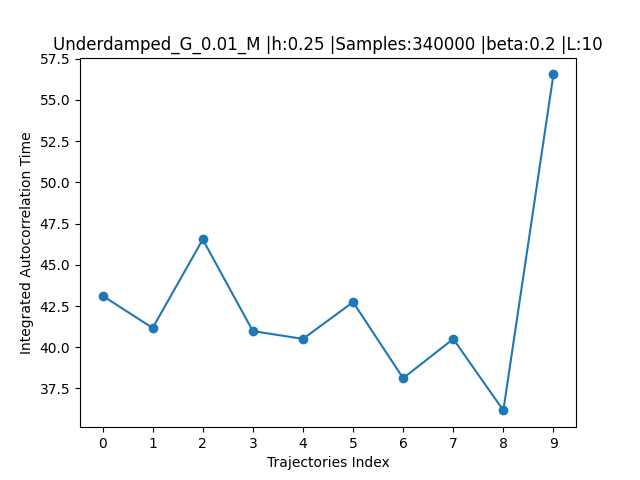 Underdamped_G_0.01_M |h:0.25 |Samples:340000 |beta:0.2 |L:10
57.5
55.0
52.5
50.0
47.5
45.0
42.5
40.0
37.5
Integrated Autocorrelation Time
0 1 2 3 4 5 6 7 8 9
Trajectories Index